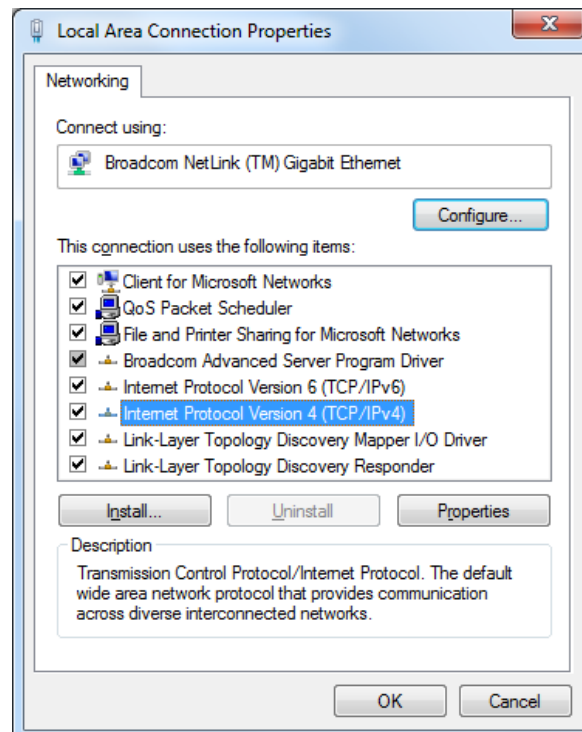 Local Area Connection Properties
Networking
Connect using:
Broadcom NetLink (TM) Gigabit Ethernet
Configure...
This connection uses the following items:
Client for Microsoft Networks
QoS Packet Scheduler
File and Printer Sharing for Microsoft Networks
Broadcom Advanced Server Program Driver
Internet Protocol Version 6 (TCP/IPv6)
Internet Protocol Version 4 (TCP/IPv4)
Link-Layer Topology Discovery Mapper I/O Driver
Link-Layer Topology Discovery Responder
Install... Uninstall Properties
Description
Transmission Control Protocol/Internet Protocol. The default
wide area network protocol that provides communication
across diverse interconnected networks.
OK Cancel